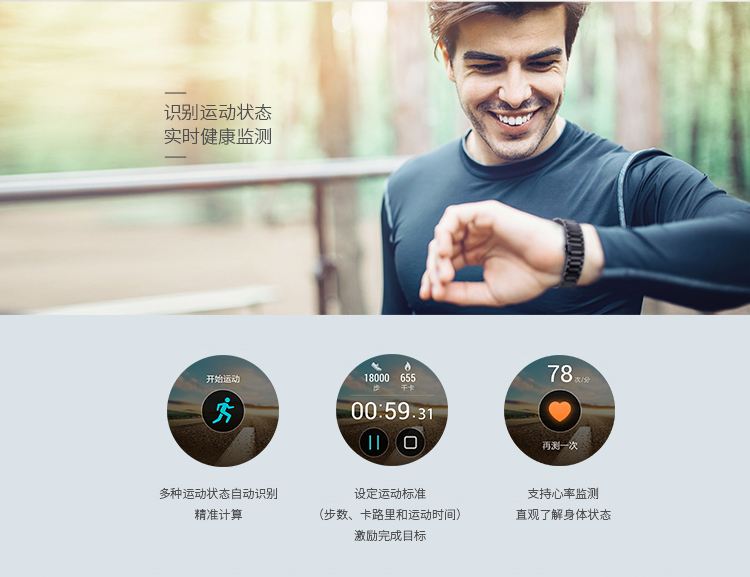 识别运动状态
实时健康监测
开始运动
18000 655
步 千卡
00:59.31
78次/分
再测一次
多种运动状态自动识别
精准计算
设定运动标准
（步数、卡路里和运动时间）
激励完成目标
支持心率监测
直观了解身体状态